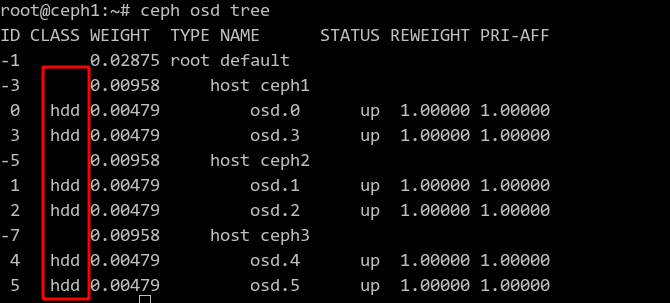 root@ceph1:~# ceph osd tree
ID CLASS WEIGHT  TYPE NAME      STATUS REWEIGHT PRI-AFF
-1       0.02875 root default
-3       0.00958     host ceph1
 0   hdd 0.00479         osd.0      up  1.00000 1.00000
 3   hdd 0.00479         osd.3      up  1.00000 1.00000
-5       0.00958     host ceph2
 1   hdd 0.00479         osd.1      up  1.00000 1.00000
 2   hdd 0.00479         osd.2      up  1.00000 1.00000
-7       0.00958     host ceph3
 4   hdd 0.00479         osd.4      up  1.00000 1.00000
 5   hdd 0.00479         osd.5      up  1.00000 1.00000